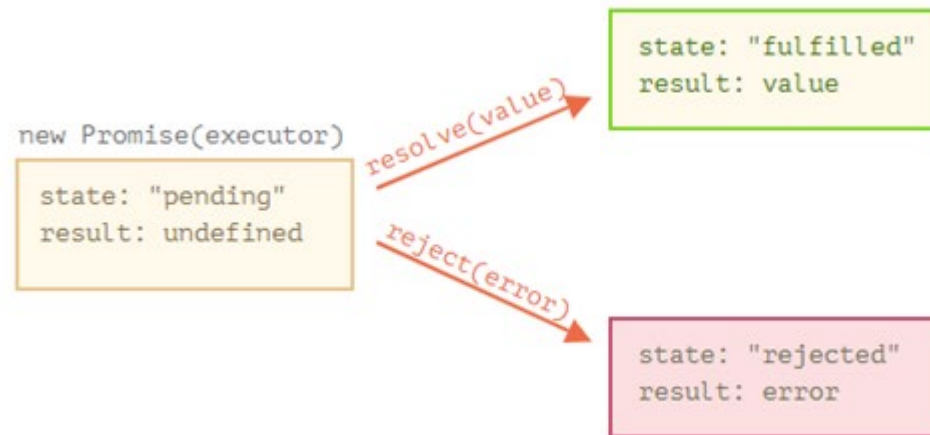 new Promise(executor)
state: "pending"
result: undefined
resolve(value)
reject(error)
state: "fulfilled"
result: value
state: "rejected"
result: error